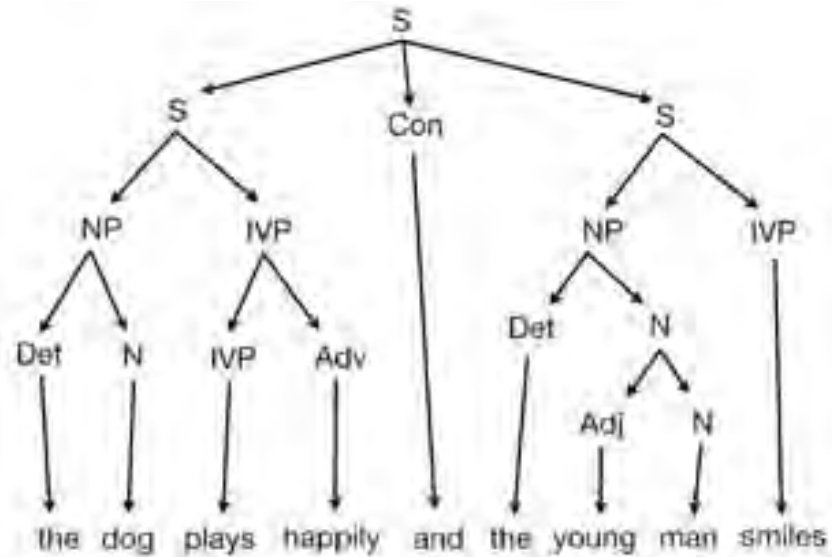 S
S Con S
NP IVP NP IVP
Det N IVP Adv Det N
Adj N
the dog plays happily and the young man smiles